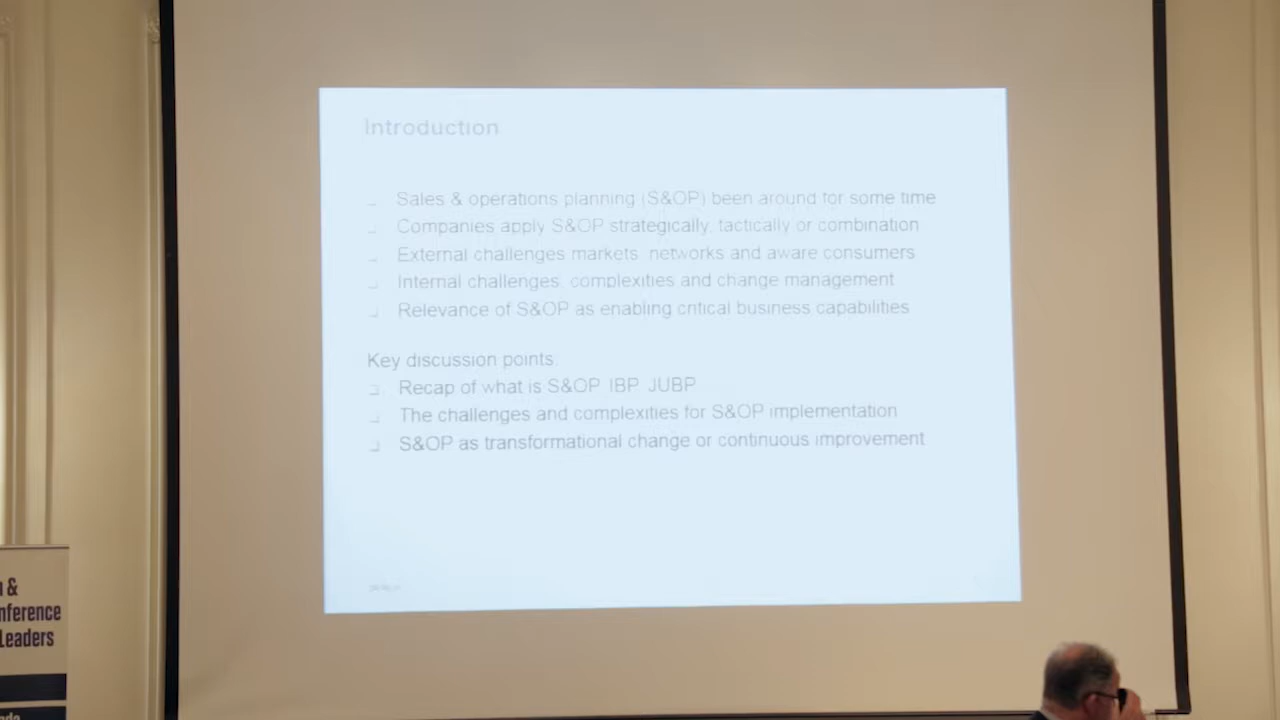 Introduction
Sales & operations planning (S&OP) been around for some time
Companies apply S&OP strategically, tactically or combination
External challenges markets, networks and aware consumers
Internal challenges, complexities and change management
Relevance of S&OP as enabling critical business capabilities
Key discussion points:
Recap of what is S&OP, IBP, JUBP
The challenges and complexities for S&OP implementation
S&OP as transformational change or continuous improvement
&
nference
Leaders